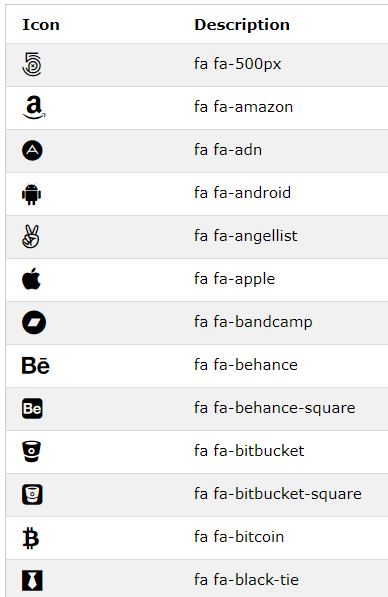 Icon Description
fa fa-500px
fa fa-amazon
fa fa-adn
fa fa-android
fa fa-angellist
fa fa-apple
fa fa-bandcamp
Bē fa fa-behance
Be fa fa-behance-square
fa fa-bitbucket
fa fa-bitbucket-square
fa fa-bitcoin
fa fa-black-tie